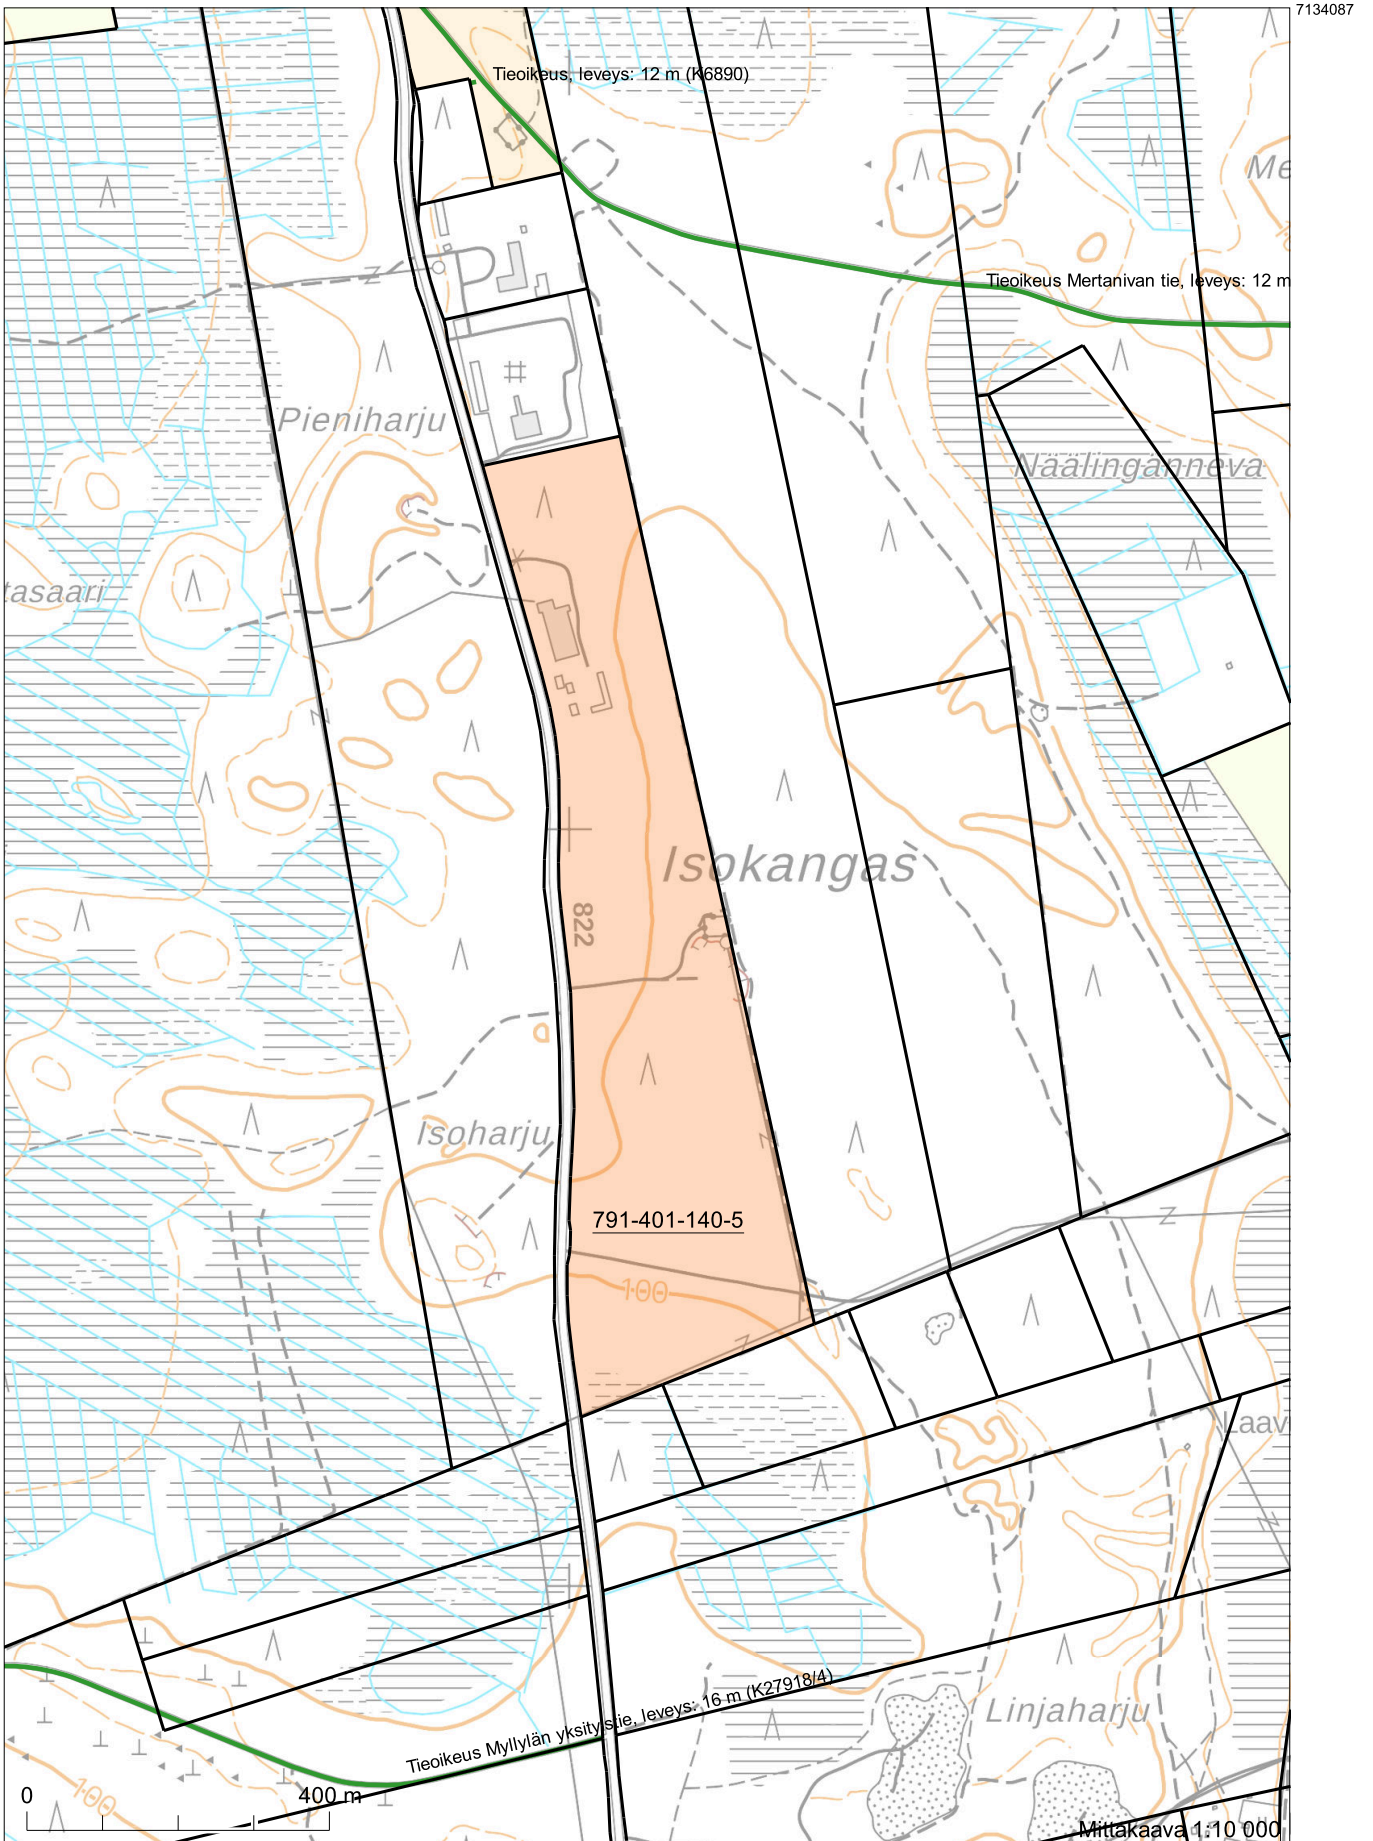 7134087
Tieoikeus, leveys: 12 m (K6890)
Me
Tieoikeus Mertanivan tie, leveys: 12 m
Pieniharju
Näälinganneva
tasaari
Isokangas
822
Isoharju
791-401-140-5
100
Laav
Tieoikeus Myllylän yksityistie, leveys: 16 m (K27918/4)
Linjaharju
100
0 400 m
Mittakaava 1:10 000